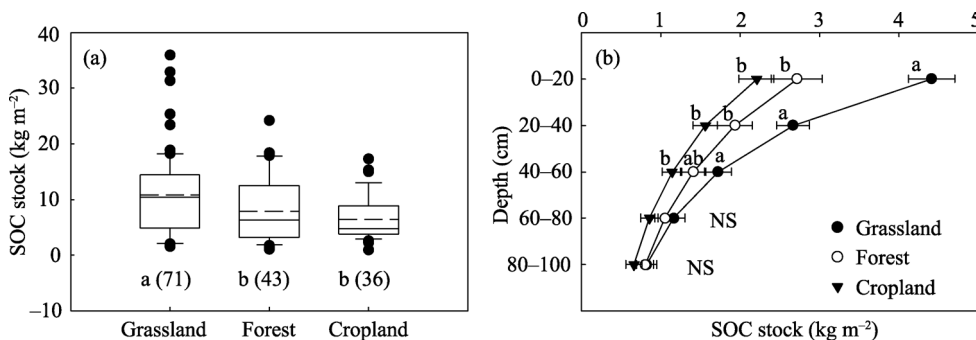 (a)
SOC stock (kg m⁻²)
40
30
20
10
0
–10
a (71)
b (43)
b (36)
Grassland
Forest
Cropland
(b)
0
1
2
3
4
5
Depth (cm)
0–20
20–40
40–60
60–80
80–100
b
b
a
b
b
a
b
ab
a
NS
NS
Grassland
Forest
Cropland
SOC stock (kg m⁻²)